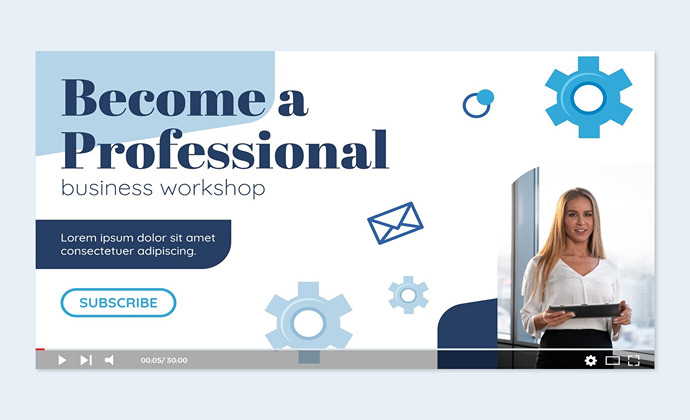 Become a
Professional
business workshop
Lorem ipsum dolor sit amet
consectetuer adipiscing.
SUBSCRIBE
00:05/ 30:00